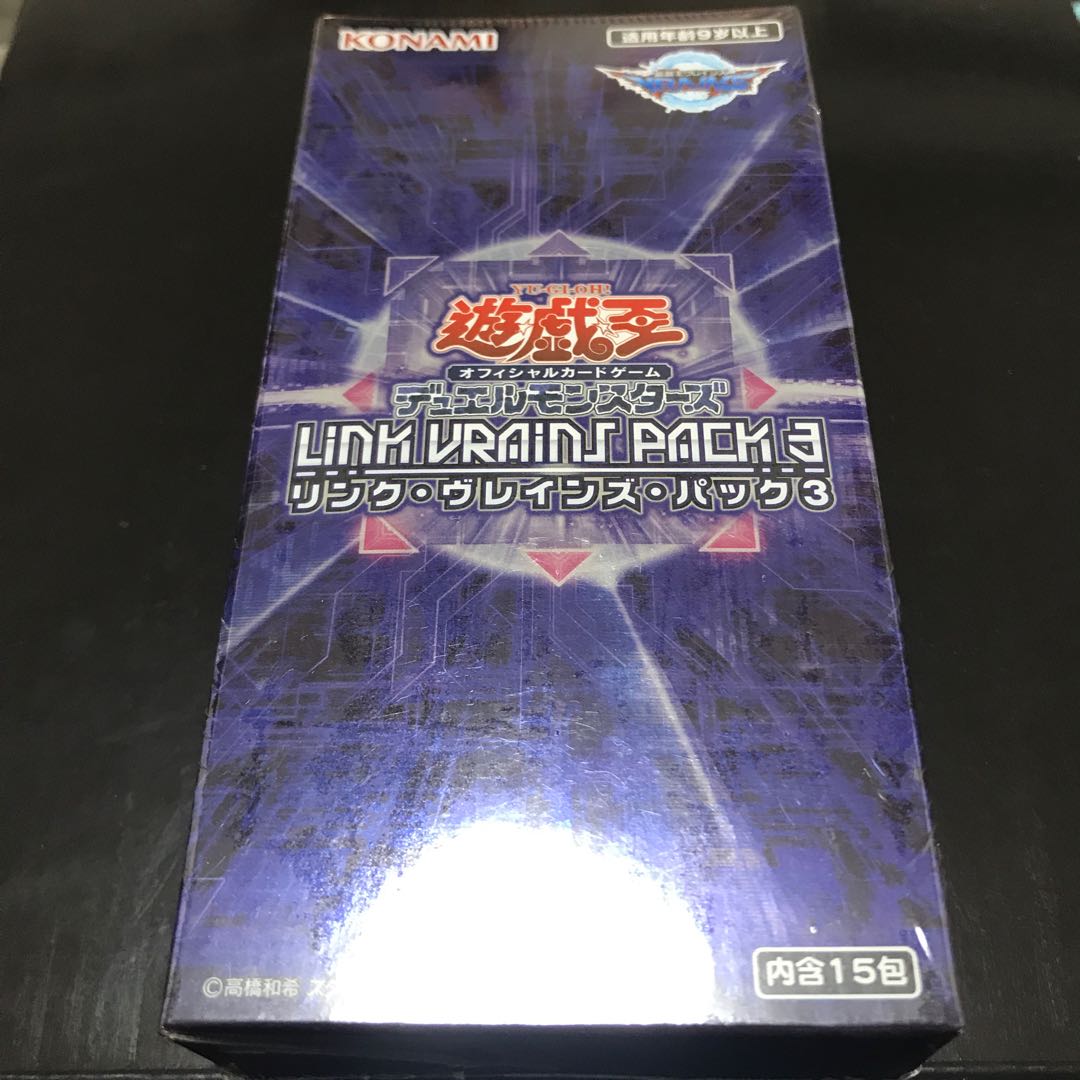 KONAMI
适用年龄9岁以上
YU-GI-OH!
遊戯王
オフィシャルカードゲーム
デュエルモンスターズ
LINK VRAINS PACK 3
リンク・ヴレインズ・パック3
内含15包
©高橋和希